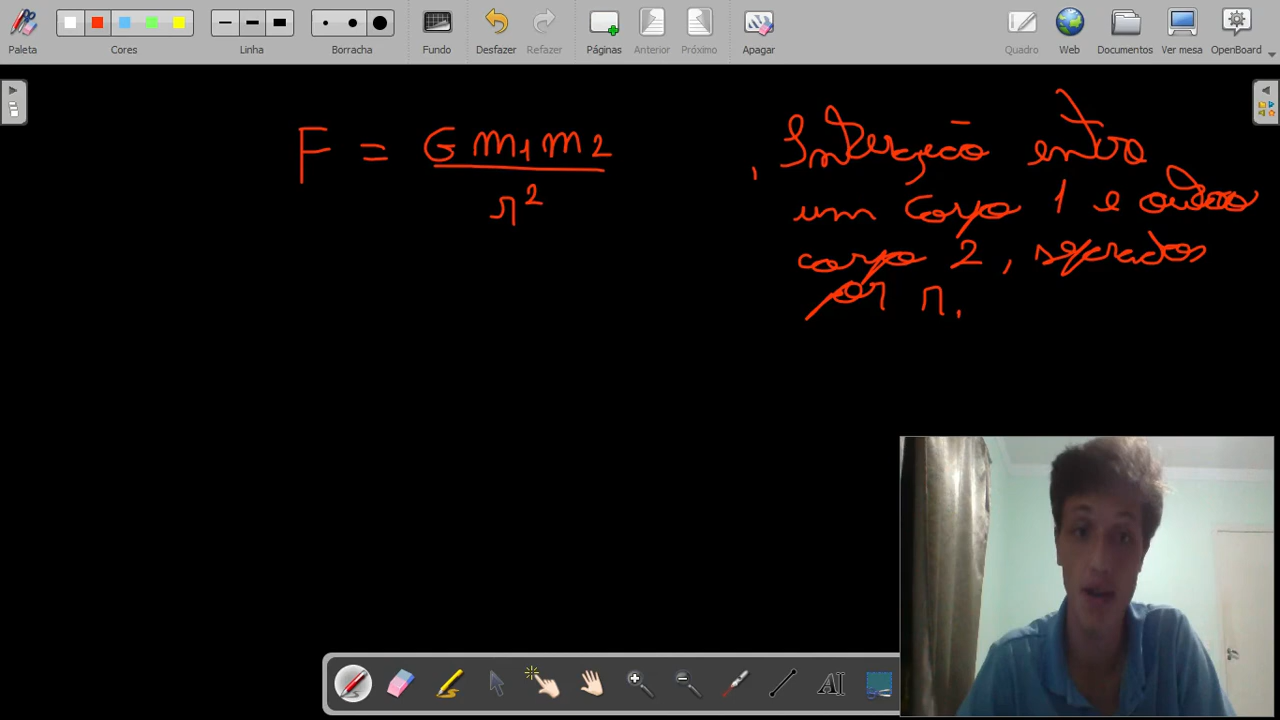 Paleta
Cores
Linha
Borracha
Fundo
Desfazer
Refazer
Páginas
Anterior
Próximo
Apagar
Quadro
Web
Documentos
Ver mesa
OpenBoard
F = G m1 m2
r²
Interação entre
um corpo 1 e outro
corpo 2, separados
por r.
AI